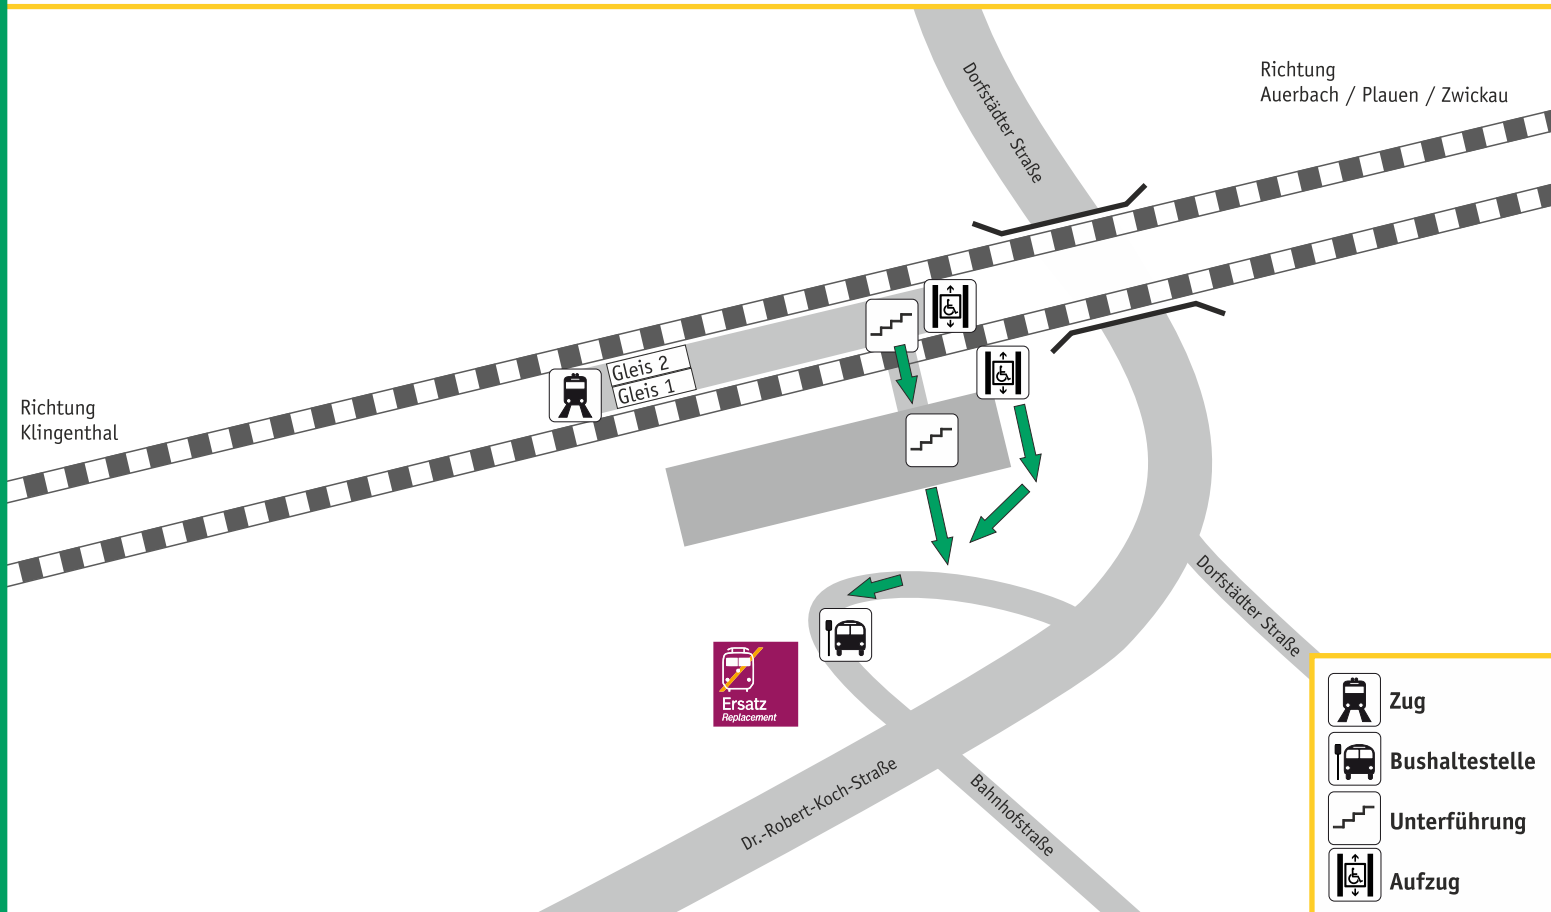 Dorfstädter Straße
Richtung
Auerbach / Plauen / Zwickau
Gleis 2
Gleis 1
Richtung
Klingenthal
Dorfstädter Straße
Ersatz
Replacement
Dr.-Robert-Koch-Straße
Bahnhofstraße
Zug
Bushaltestelle
Unterführung
Aufzug